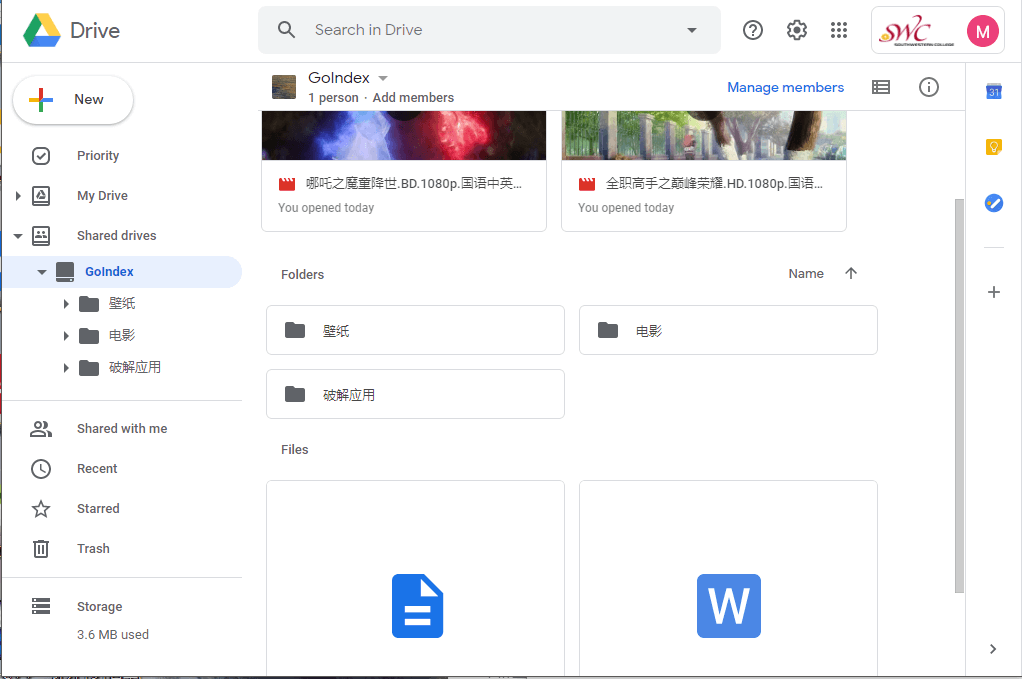 Drive
Search in Drive
SWC
SOUTHWESTERN COLLEGE
M
New
GoIndex
1 person · Add members
Manage members
31
Priority
My Drive
Shared drives
GoIndex
壁纸
电影
破解应用
Shared with me
Recent
Starred
Trash
Storage
3.6 MB used
哪吒之魔童降世.BD.1080p.国语中英...
You opened today
全职高手之巅峰荣耀.HD.1080p.国语...
You opened today
Folders
Name
壁纸
电影
破解应用
Files
W